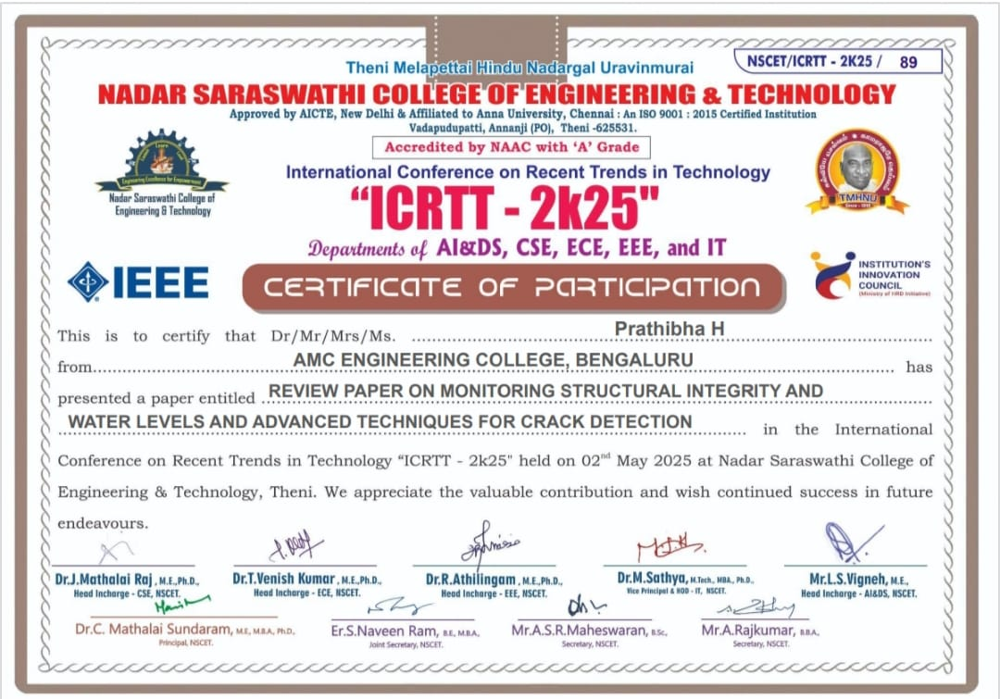 Theni Melapettai Hindu Nadargal Uravinmurai
NSCET/ICRTT - 2K25 / 89
NADAR SARASWATHI COLLEGE OF ENGINEERING & TECHNOLOGY
Approved by AICTE, New Delhi & Affiliated to Anna University, Chennai : An ISO 9001 : 2015 Certified Institution
Vadapudupatti, Annanji (PO), Theni -625531.
Accredited by NAAC with ‘A’ Grade
Learn
Engineering Excellence for Empowerment
Nadar Saraswathi College of
Engineering & Technology
International Conference on Recent Trends in Technology
“ICRTT - 2k25"
TMHNU
Since - 1910
Departments of AI&DS, CSE, ECE, EEE, and IT
IEEE
CERTIFICATE OF PARTICIPATION
INSTITUTION'S
INNOVATION
COUNCIL
(Ministry of HRD Initiative)
This is to certify that Dr/Mr/Mrs/Ms. Prathibha H
from AMC ENGINEERING COLLEGE, BENGALURU has
presented a paper entitled REVIEW PAPER ON MONITORING STRUCTURAL INTEGRITY AND
WATER LEVELS AND ADVANCED TECHNIQUES FOR CRACK DETECTION in the International
Conference on Recent Trends in Technology “ICRTT - 2k25" held on 02nd May 2025 at Nadar Saraswathi College of
Engineering & Technology, Theni. We appreciate the valuable contribution and wish continued success in future
endeavours.
Dr.J.Mathalai Raj , M.E.,Ph.D.,
Head Incharge - CSE, NSCET.
Dr.T.Venish Kumar , M.E.,Ph.D.,
Head Incharge - ECE, NSCET.
Dr.R.Athilingam , M.Tech.,Ph.D.,
Head Incharge - EEE, NSCET.
Dr.M.Sathya, M.Tech., MBA., Ph.D.,
Vice Principal & HOD - IT, NSCET.
Mr.L.S.Vigneh, M.E.,
Head Incharge - AI&DS, NSCET.
Dr.C. Mathalai Sundaram, M.E, M.B.A, Ph.D.
Principal, NSCET.
Er.S.Naveen Ram, B.E, M.B.A.,
Joint Secretary, NSCET.
Mr.A.S.R.Maheswaran, B.Sc.,
Secretary, NSCET.
Mr.A.Rajkumar, B.B.A.,
Secretary, NSCET.